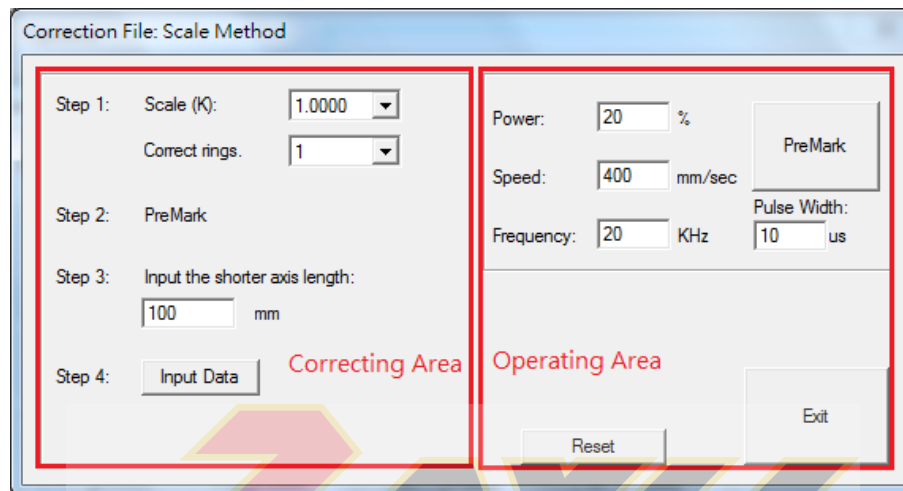 Correction File: Scale Method
Step 1: Scale (K): 1.0000
Correct rings. 1
Step 2: PreMark
Step 3: Input the shorter axis length:
100 mm
Step 4: Input Data
Correcting Area
Power: 20 %
PreMark
Speed: 400 mm/sec
Pulse Width:
Frequency: 20 KHz 10 us
Operating Area
Exit
Reset